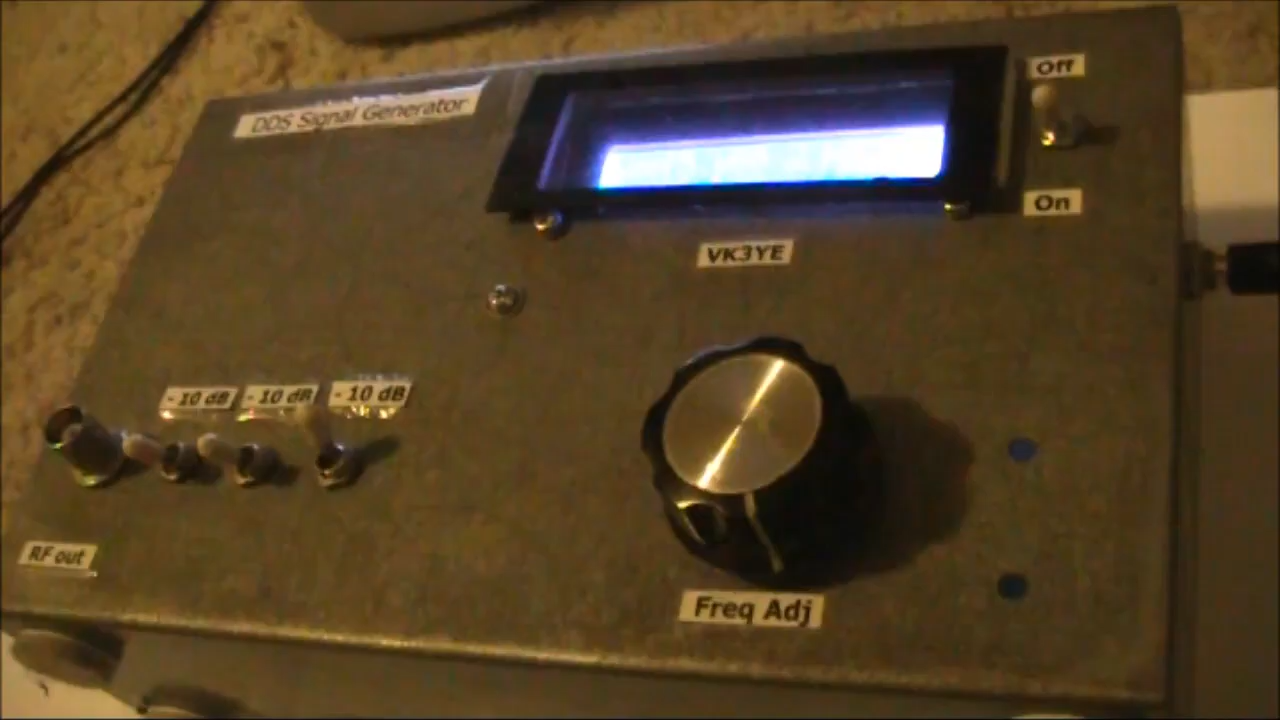 DDS Signal Generator
Off
On
VK3YE
- 10 dB
- 10 dB
- 10 dB
RF out
Freq Adj